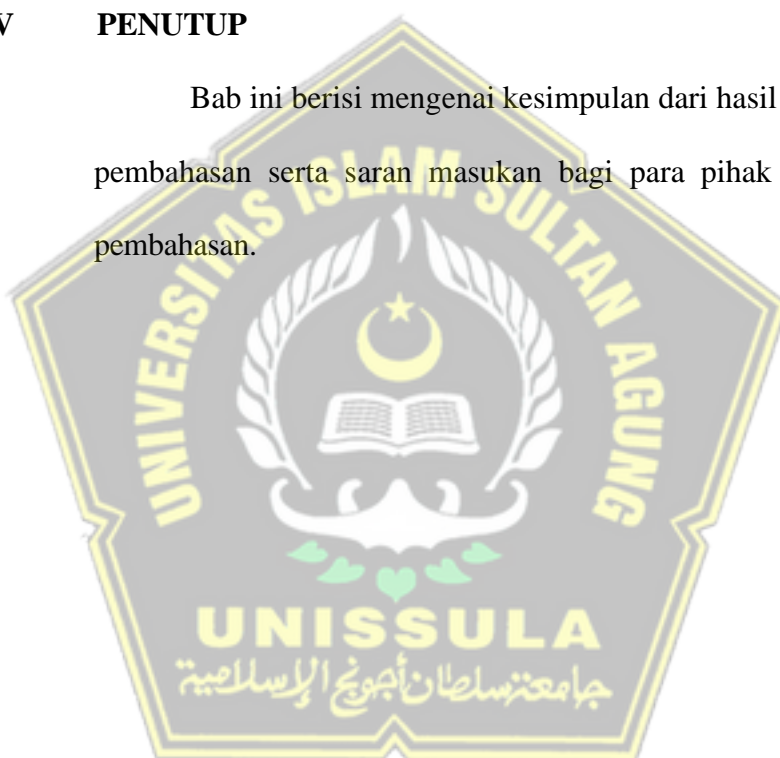 V PENUTUP
Bab ini berisi mengenai kesimpulan dari hasil
pembahasan serta saran masukan bagi para pihak
pembahasan.
UNIVERSITAS ISLAM SULTAN AGUNG
UNISSULA
جامعة سلطان أجونج الإسلامية